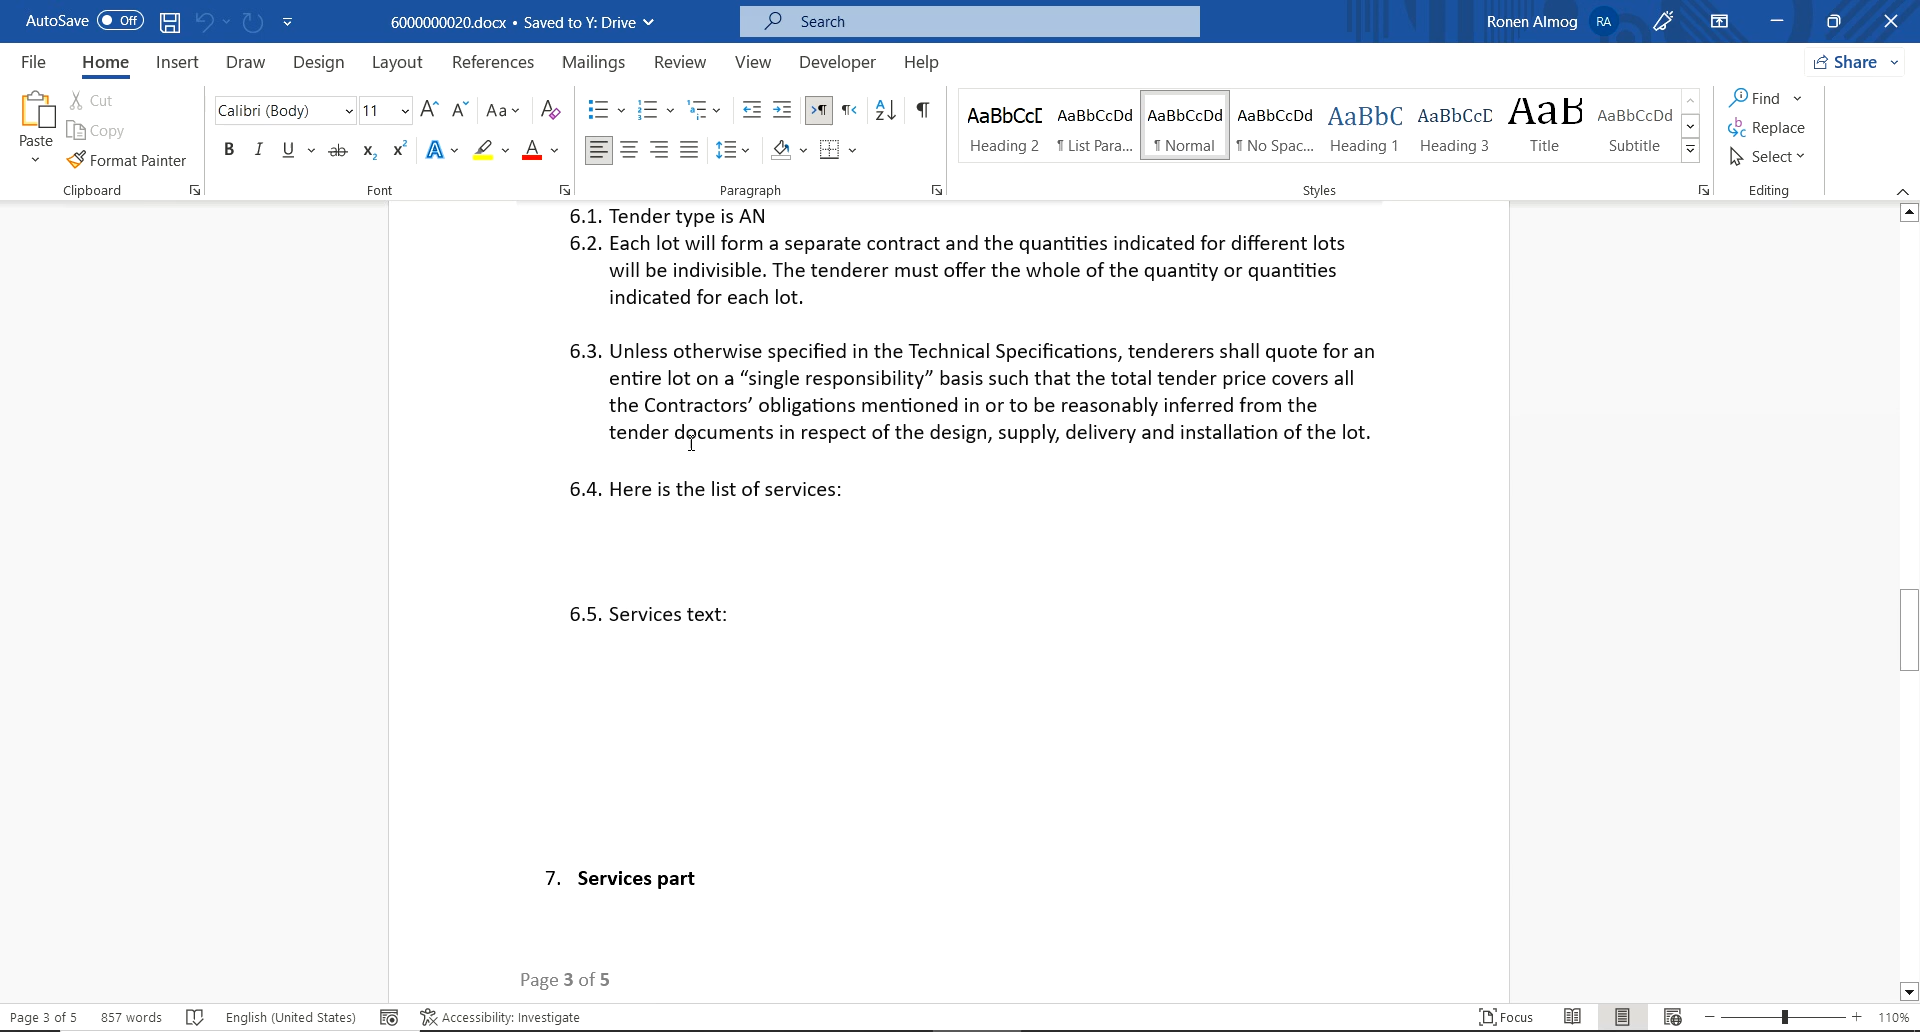 AutoSave Off 6000000020.docx • Saved to Y: Drive Search Ronen Almog RA
File Home Insert Draw Design Layout References Mailings Review View Developer Help Share
Paste
Cut
Copy
Format Painter
Clipboard
Calibri (Body) 11
Font
Paragraph
AaBbCcD AaBbCcDd AaBbCcDd AaBbCcDd AaBbC AaBbCcD AaB AaBbCcDd
Heading 2 ¶ List Para... ¶ Normal ¶ No Spac... Heading 1 Heading 3 Title Subtitle
Styles
Find
Replace
Select
Editing
6.1. Tender type is AN
6.2. Each lot will form a separate contract and the quantities indicated for different lots
will be indivisible. The tenderer must offer the whole of the quantity or quantities
indicated for each lot.
6.3. Unless otherwise specified in the Technical Specifications, tenderers shall quote for an
entire lot on a “single responsibility” basis such that the total tender price covers all
the Contractors’ obligations mentioned in or to be reasonably inferred from the
tender documents in respect of the design, supply, delivery and installation of the lot.
6.4. Here is the list of services:
6.5. Services text:
7. Services part
Page 3 of 5
Page 3 of 5 857 words English (United States) Accessibility: Investigate Focus 110%